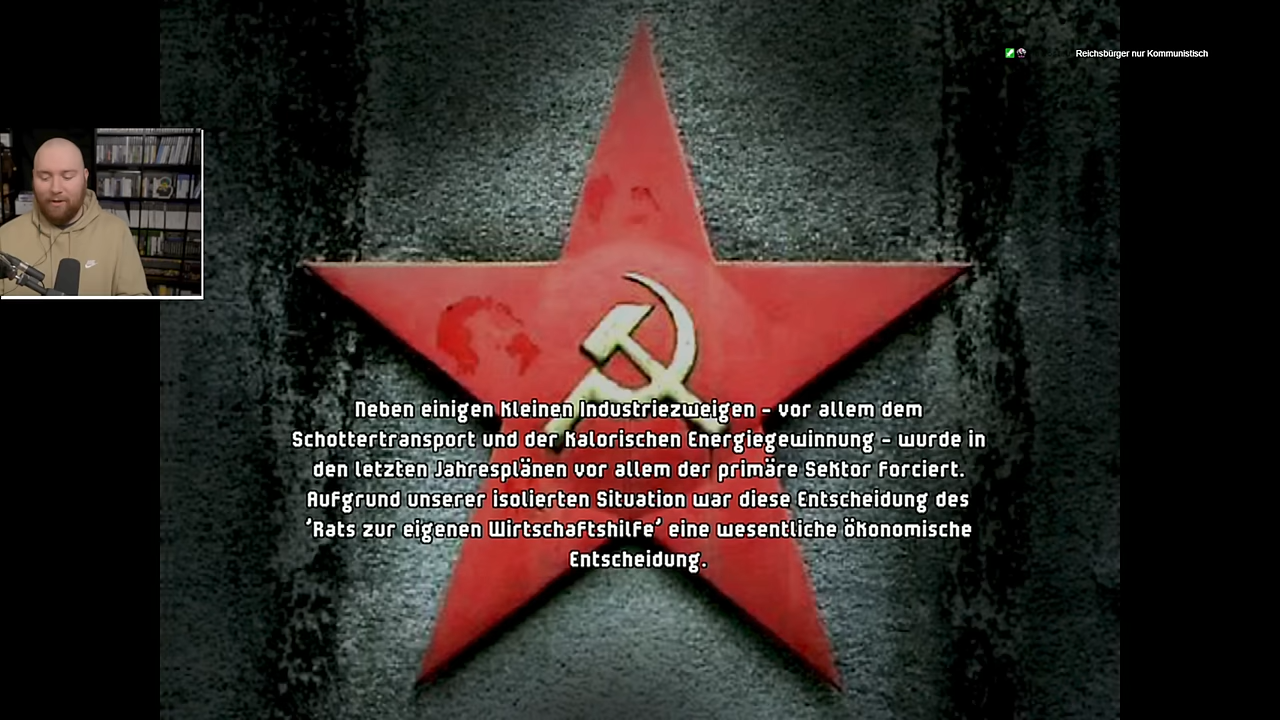 Reichsbürger nur Kommunistisch
Neben einigen kleinen Industriezweigen - vor allem dem
Schottertransport und der kalorischen Energiegewinnung - wurde in
den letzten Jahresplänen vor allem der primäre Sektor forciert.
Aufgrund unserer isolierten Situation war diese Entscheidung des
'Rats zur eigenen Wirtschaftshilfe' eine wesentliche ökonomische
Entscheidung.